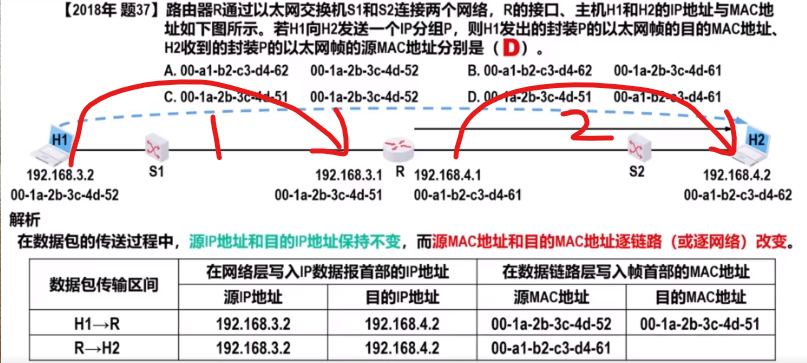 【2018年 题37】路由器R通过以太网交换机S1和S2连接两个网络，R的接口、主机H1和H2的IP地址与MAC地
址如下图所示。若H1向H2发送一个IP分组P，则H1发出的封装P的以太网帧的目的MAC地址、
H2收到的封装P的以太网帧的源MAC地址分别是（D）。
A. 00-a1-b2-c3-d4-62 00-1a-2b-3c-4d-52 B. 00-a1-b2-c3-d4-62 00-1a-2b-3c-4d-61
C. 00-1a-2b-3c-4d-51 00-1a-2b-3c-4d-52 D. 00-1a-2b-3c-4d-51 00-a1-b2-c3-d4-61
1 2
H1 H2
S1 R S2
192.168.3.2 192.168.3.1 192.168.4.1 192.168.4.2
00-1a-2b-3c-4d-52 00-1a-2b-3c-4d-51 00-a1-b2-c3-d4-61 00-a1-b2-c3-d4-62
解析
在数据包的传送过程中，源IP地址和目的IP地址保持不变，而源MAC地址和目的MAC地址逐链路（或逐网络）改变。
数据包传输区间 在网络层写入IP数据报首部的IP地址 在数据链路层写入帧首部的MAC地址
源IP地址 目的IP地址 源MAC地址 目的MAC地址
H1→R 192.168.3.2 192.168.4.2 00-1a-2b-3c-4d-52 00-1a-2b-3c-4d-51
R→H2 192.168.3.2 192.168.4.2 00-a1-b2-c3-d4-61